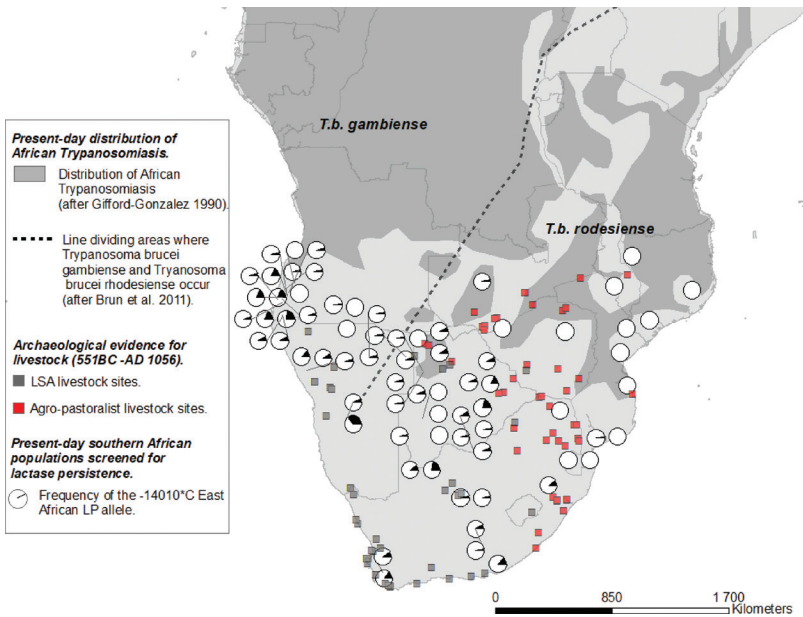 T.b. gambiense
T.b. rodesiense
Present-day distribution of
African Trypanosomiasis.
Distribution of African
Trypanosomiasis
(after Gifford-Gonzalez 1990).
Line dividing areas where
Trypanosoma brucei
gambiense and Tryanosoma
brucei rhodesiense occur
(after Brun et al. 2011).
Archaeological evidence for
livestock (551BC -AD 1056).
LSA livestock sites.
Agro-pastoralist livestock sites.
Present-day southern African
populations screened for
lactase persistence.
Frequency of the -14010*C East
African LP allele.
0 850 1 700
Kilometers